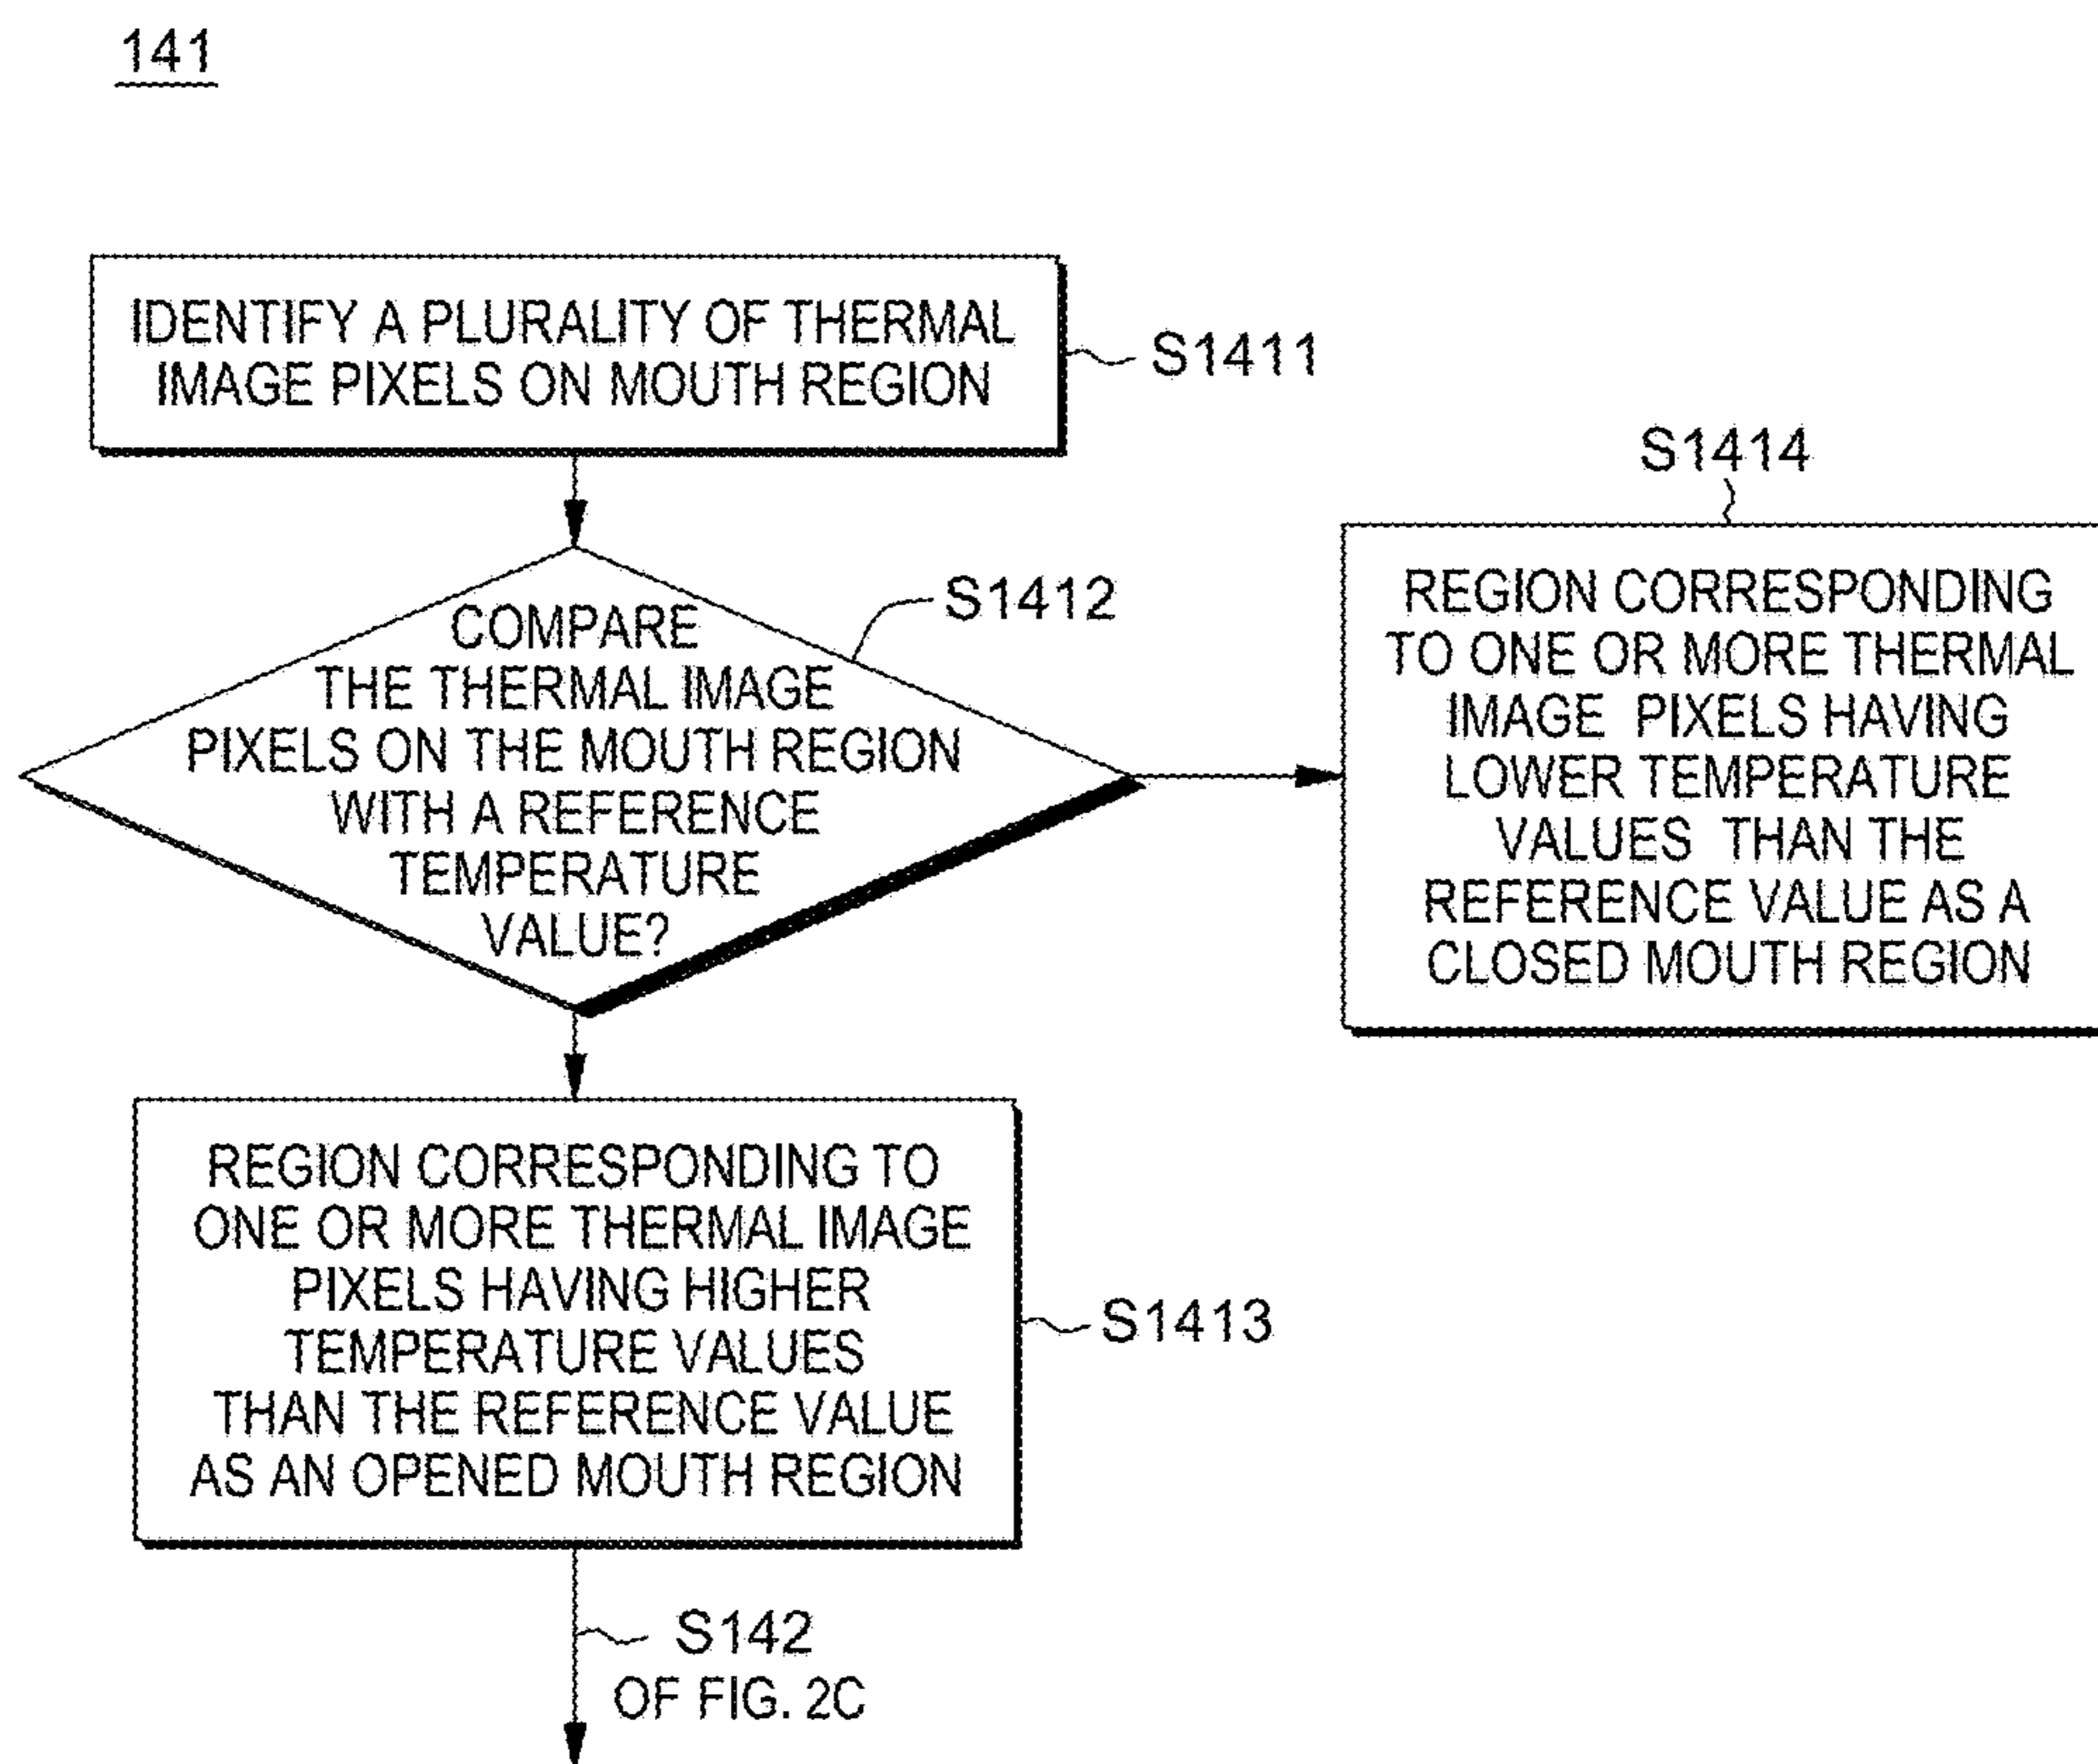 141
IDENTIFY A PLURALITY OF THERMAL
IMAGE PIXELS ON MOUTH REGION
S1411
COMPARE
THE THERMAL IMAGE
PIXELS ON THE MOUTH REGION
WITH A REFERENCE
TEMPERATURE
VALUE?
S1412
S1414
REGION CORRESPONDING
TO ONE OR MORE THERMAL
IMAGE PIXELS HAVING
LOWER TEMPERATURE
VALUES THAN THE
REFERENCE VALUE AS A
CLOSED MOUTH REGION
REGION CORRESPONDING TO
ONE OR MORE THERMAL IMAGE
PIXELS HAVING HIGHER
TEMPERATURE VALUES
THAN THE REFERENCE VALUE
AS AN OPENED MOUTH REGION
S1413
S142
OF FIG. 2C